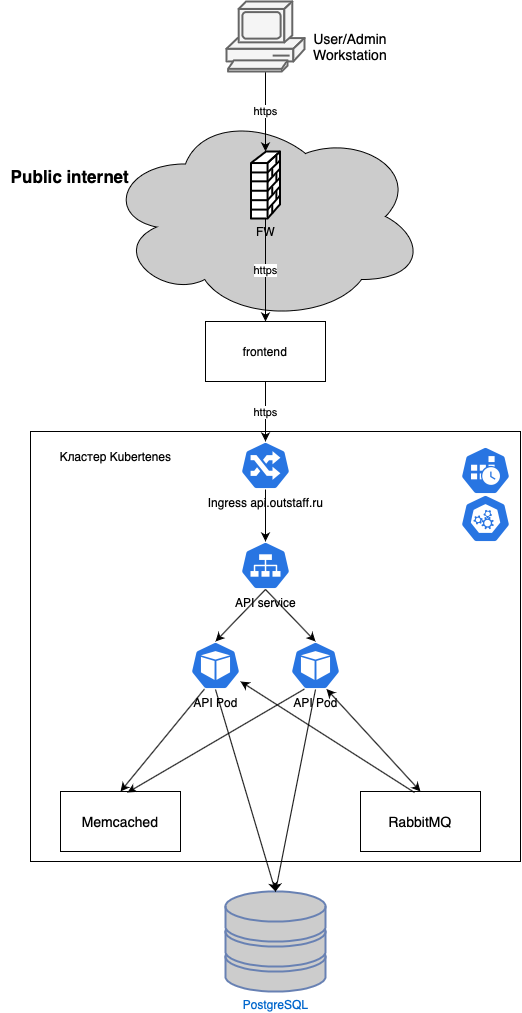 User/Admin
Workstation
https
Public internet
FW
https
frontend
https
Кластер Kubertenes
Ingress api.outstaff.ru
API service
API Pod
API Pod
Memcached
RabbitMQ
PostgreSQL